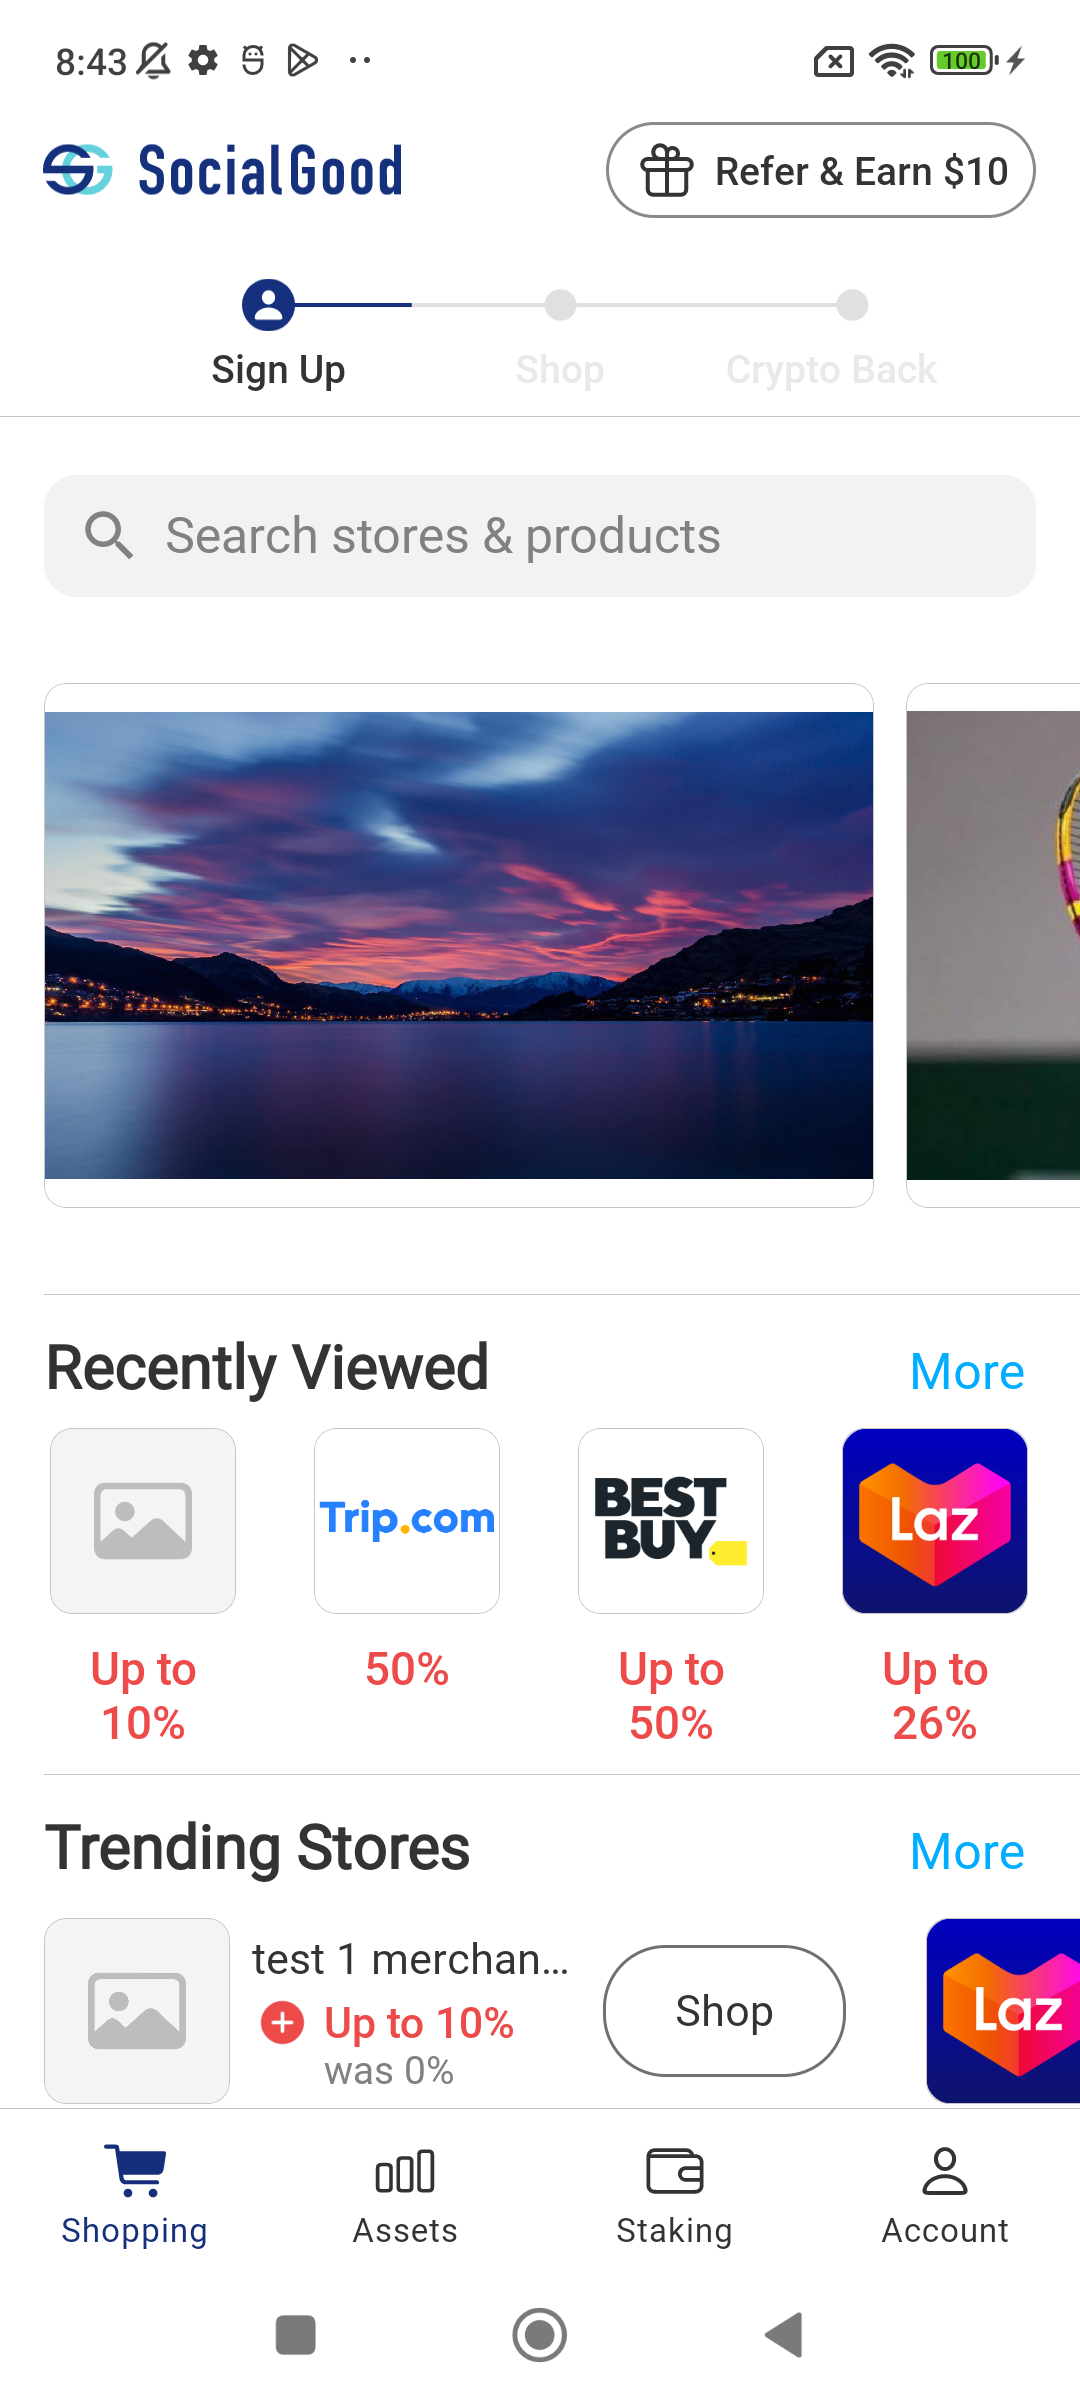 8:43
100
SocialGood
Refer & Earn $10
Sign Up
Shop
Crypto Back
Search stores & products
Recently Viewed
More
Trip.com
BEST
BUY
Laz
Up to
10%
50%
Up to
50%
Up to
26%
Trending Stores
More
test 1 merchan...
Up to 10%
was 0%
Shop
Laz
Shopping
Assets
Staking
Account